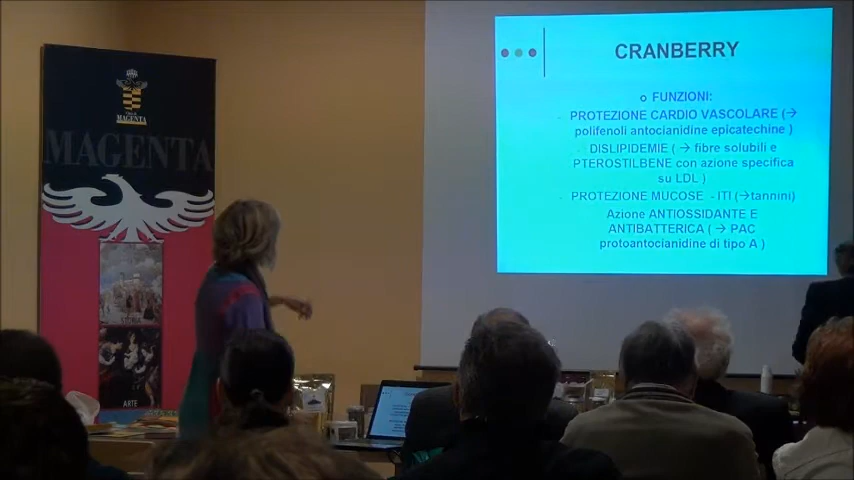 MAGENTA
MAGENTA
STORIA
ARTE
CRANBERRY
o FUNZIONI:
- PROTEZIONE CARDIO VASCOLARE (→
polifenoli antocianidine epicatechine )
- DISLIPIDEMIE ( → fibre solubili e
PTEROSTILBENE con azione specifica
su LDL )
- PROTEZIONE MUCOSE - ITI (→tannini)
Azione ANTIOSSIDANTE E
ANTIBATTERICA ( → PAC
protoantocianidine di tipo A )